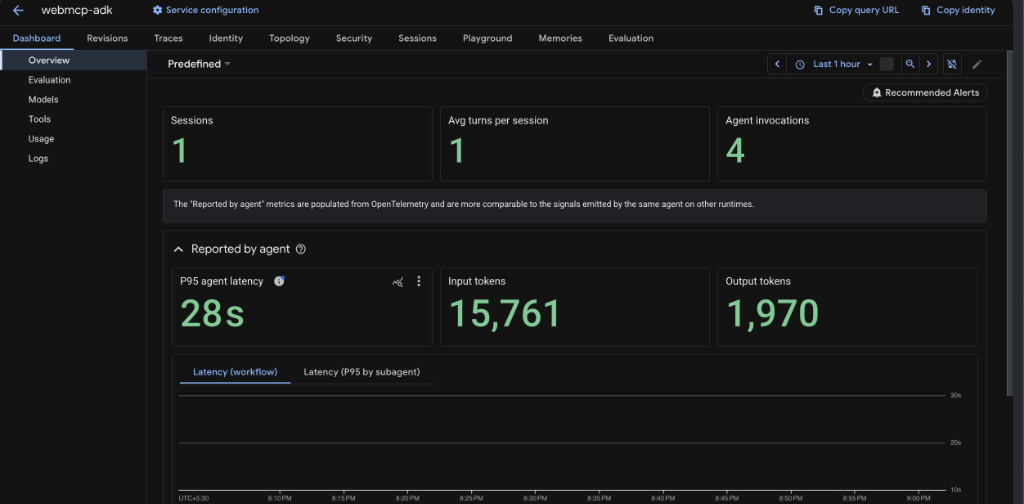 webmcp-adk
Service configuration
Copy query URL
Copy identity
Dashboard
Revisions
Traces
Identity
Topology
Security
Sessions
Playground
Memories
Evaluation
Overview
Evaluation
Models
Tools
Usage
Logs
Predefined
Last 1 hour
Recommended Alerts
Sessions
1
Avg turns per session
1
Agent invocations
4
The "Reported by agent" metrics are populated from OpenTelemetry and are more comparable to the signals emitted by the same agent on other runtimes.
Reported by agent
P95 agent latency
28s
Input tokens
15,761
Output tokens
1,970
Latency (workflow)
Latency (P95 by subagent)
30s
20s
10s
UTC+5:30
8:10 PM
8:15 PM
8:20 PM
8:25 PM
8:30 PM
8:35 PM
8:40 PM
8:45 PM
8:50 PM
8:55 PM
9:00 PM